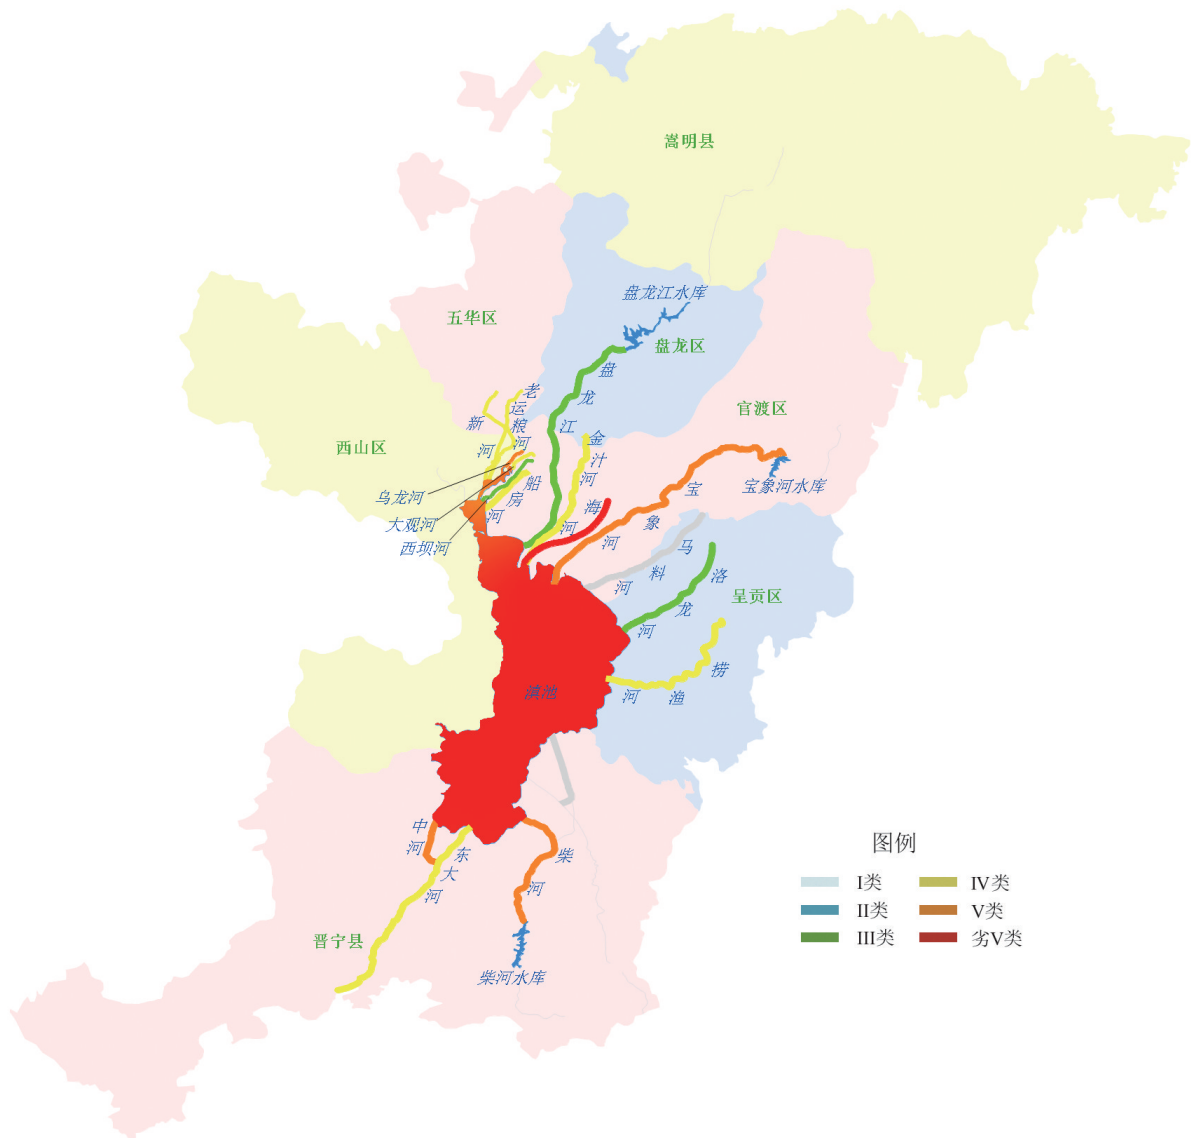 嵩明县
盘龙江水库
五华区
盘龙区
盘龙江
老运粮河
新河
官渡区
西山区
金汁河
乌龙河
大观河
西坝河
船房河
海河
宝象河
宝象河水库
马料河
洛龙河
呈贡区
捞渔河
滇池
中河
东大河
柴河
晋宁县
柴河水库
图例
I类
IV类
II类
V类
III类
劣V类